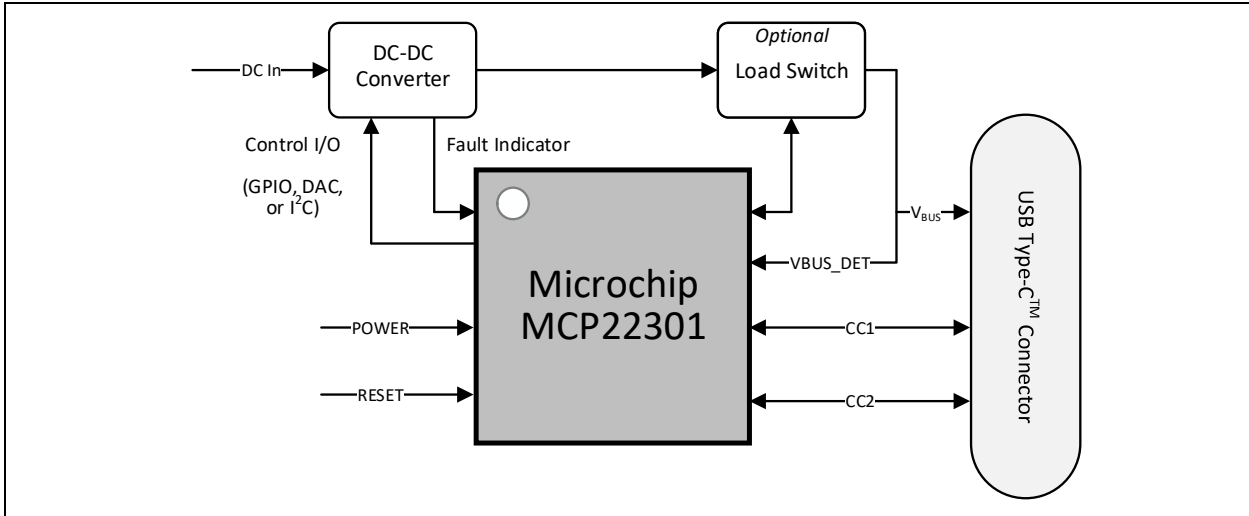 DC In
DC-DC
Converter
Optional
Load Switch
Control I/O
(GPIO, DAC,
or I²C)
Fault Indicator
Microchip
MCP22301
POWER
RESET
VBUS_DET
VBUS
CC1
CC2
USB Type-C™ Connector